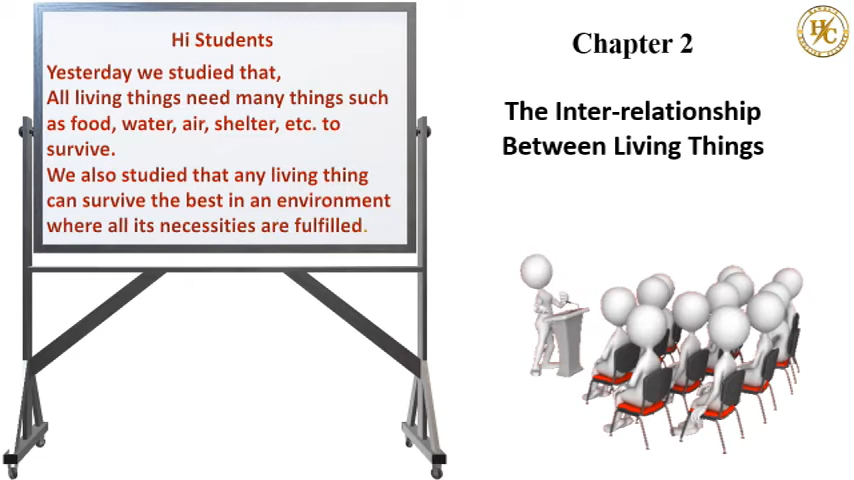 Hi Students
Yesterday we studied that,
All living things need many things such
as food, water, air, shelter, etc. to
survive.
We also studied that any living thing
can survive the best in an environment
where all its necessities are fulfilled.
Chapter 2
The Inter-relationship
Between Living Things
H/C